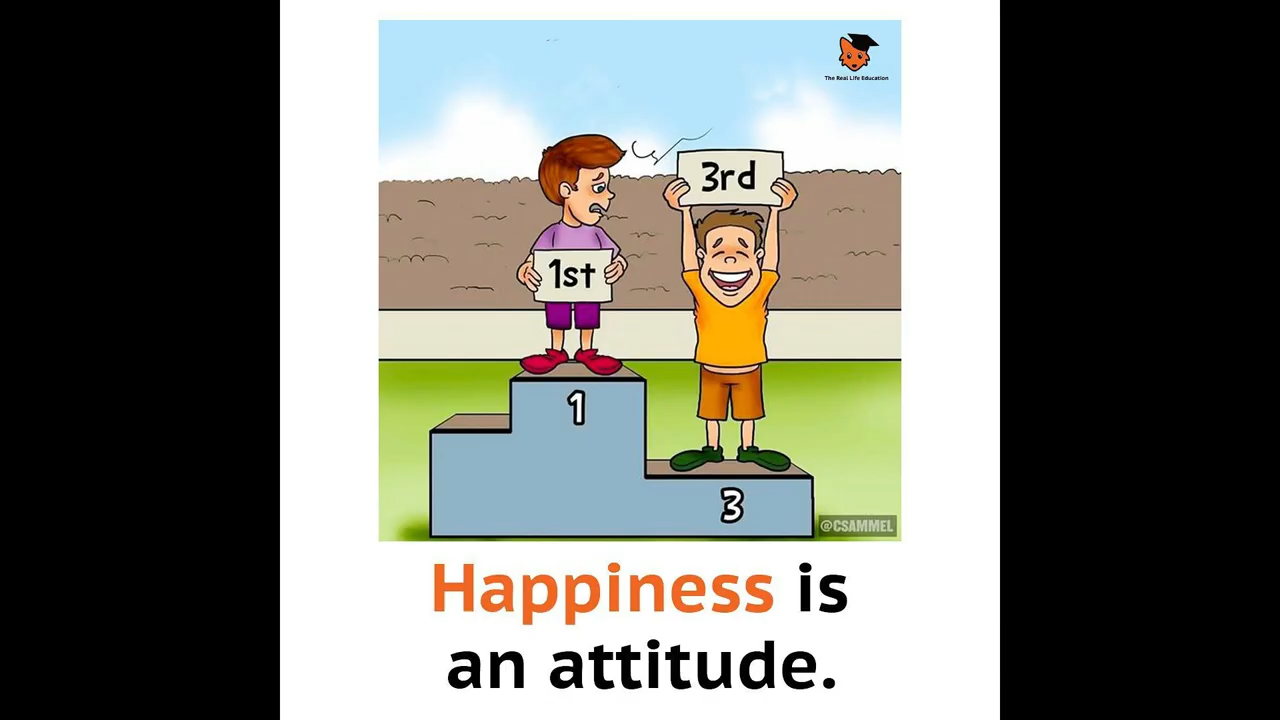 The Real Life Education
3rd
1st
1
3
@CSAMMEL
Happiness is
an attitude.